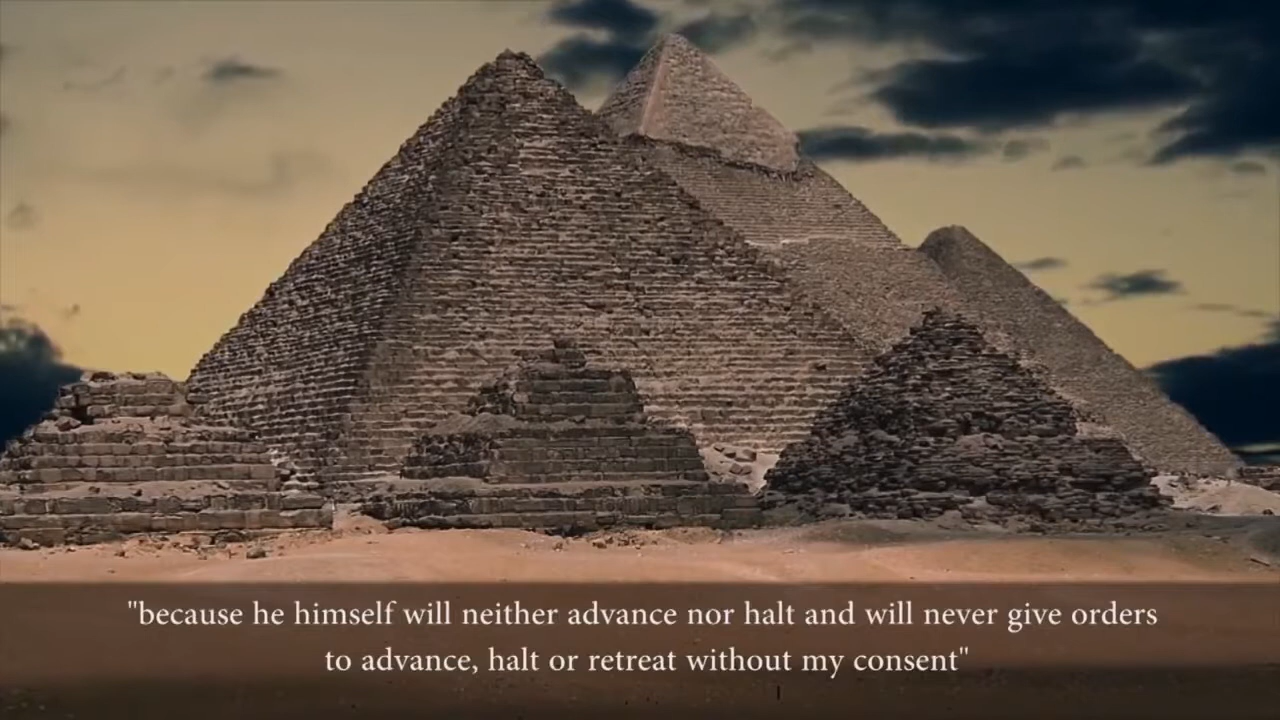 "because he himself will neither advance nor halt and will never give orders
to advance, halt or retreat without my consent"